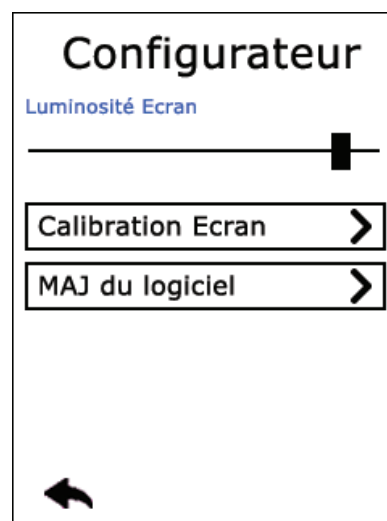 Configurateur
Luminosité Ecran
Calibration Ecran
MAJ du logiciel